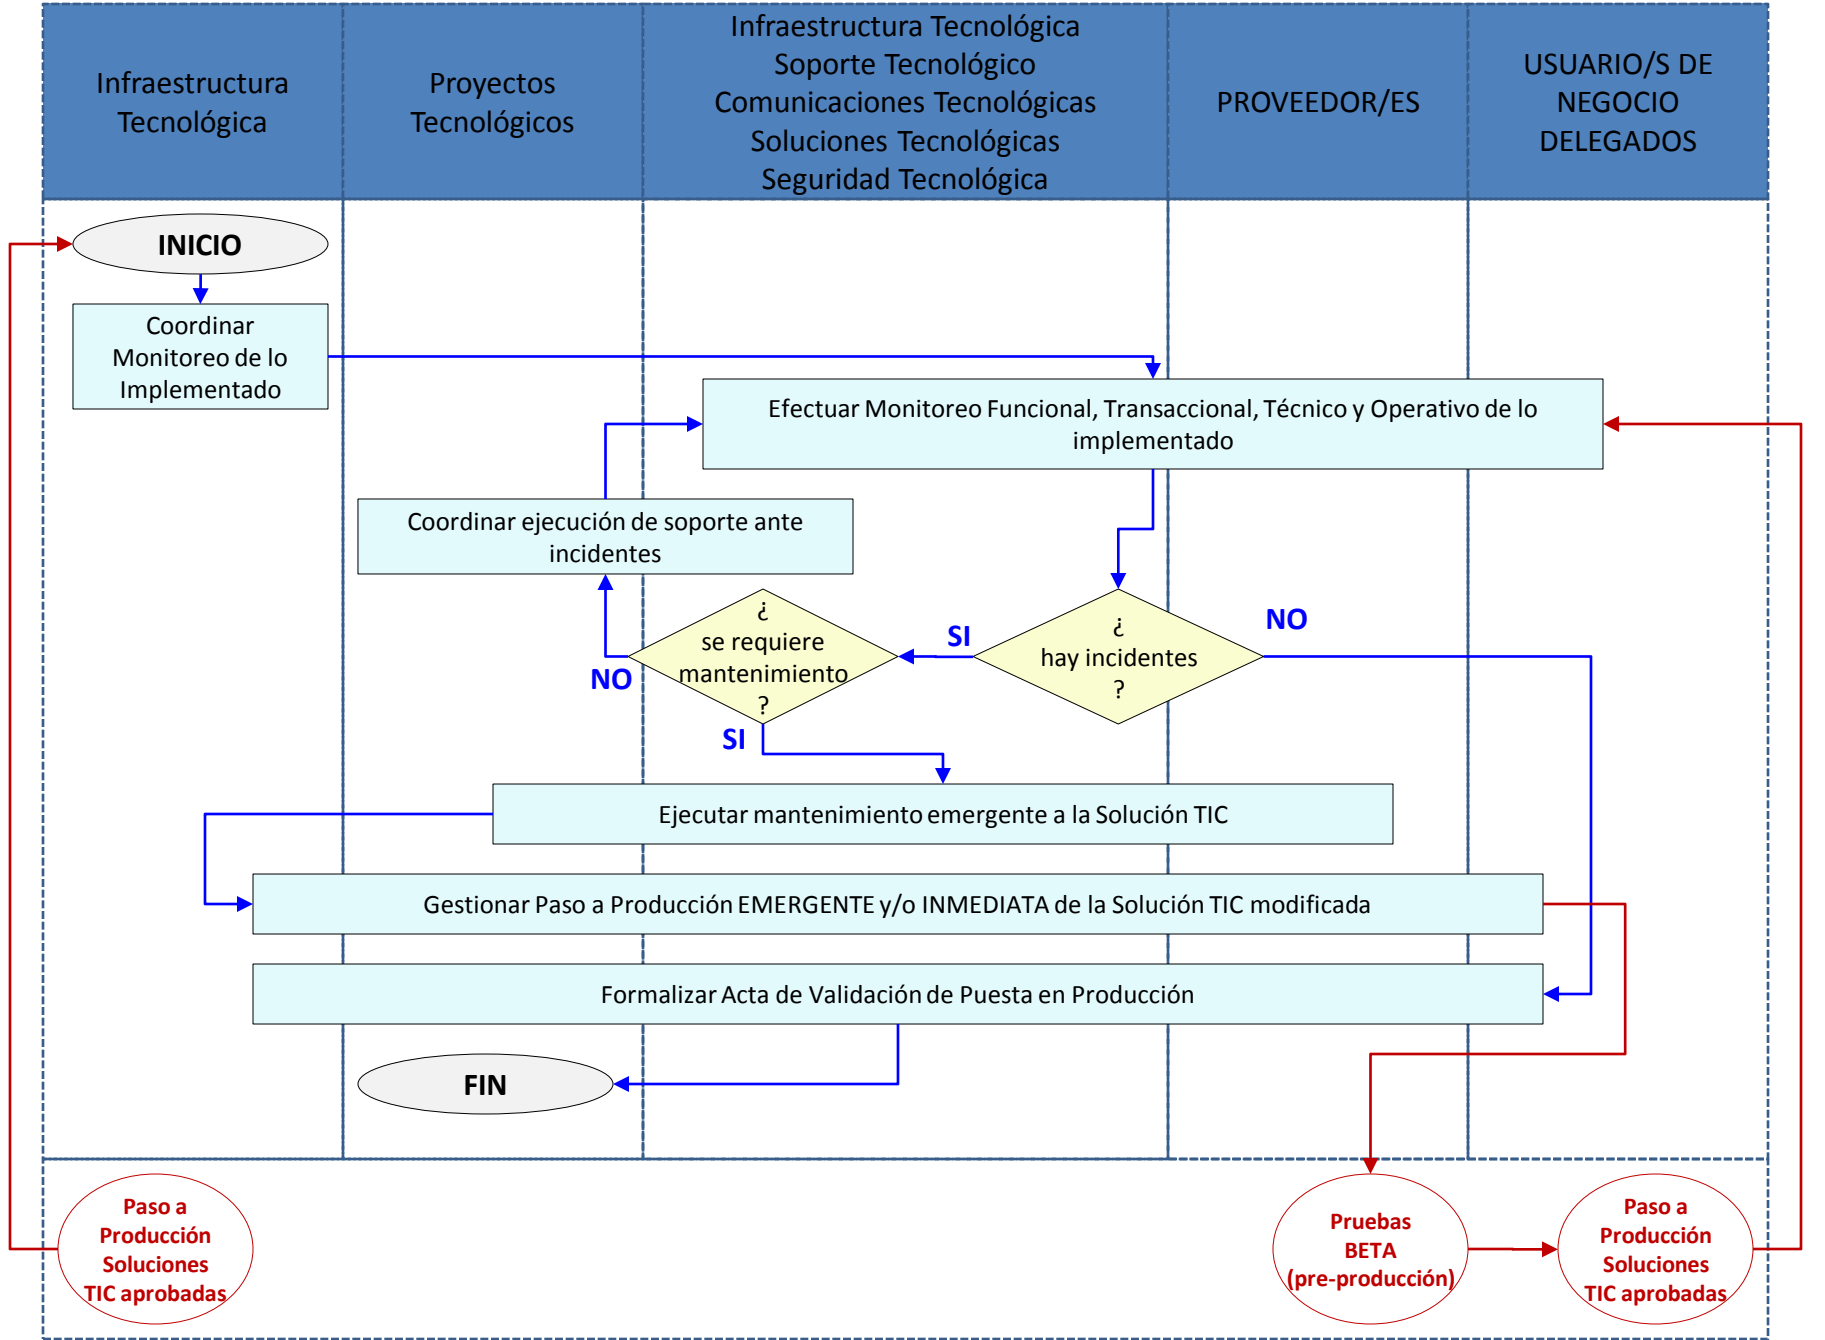 Infraestructura
Tecnológica
Proyectos
Tecnológicos
Infraestructura Tecnológica
Soporte Tecnológico
Comunicaciones Tecnológicas
Soluciones Tecnológicas
Seguridad Tecnológica
PROVEEDOR/ES
USUARIO/S DE
NEGOCIO
DELEGADOS
INICIO
Coordinar
Monitoreo de lo
Implementado
Efectuar Monitoreo Funcional, Transaccional, Técnico y Operativo de lo
implementado
Coordinar ejecución de soporte ante
incidentes
¿
se requiere
mantenimiento
?
SI
¿
hay incidentes
?
NO
NO
SI
Ejecutar mantenimiento emergente a la Solución TIC
Gestionar Paso a Producción EMERGENTE y/o INMEDIATA de la Solución TIC modificada
Formalizar Acta de Validación de Puesta en Producción
FIN
Paso a
Producción
Soluciones
TIC aprobadas
Pruebas
BETA
(pre-producción)
Paso a
Producción
Soluciones
TIC aprobadas